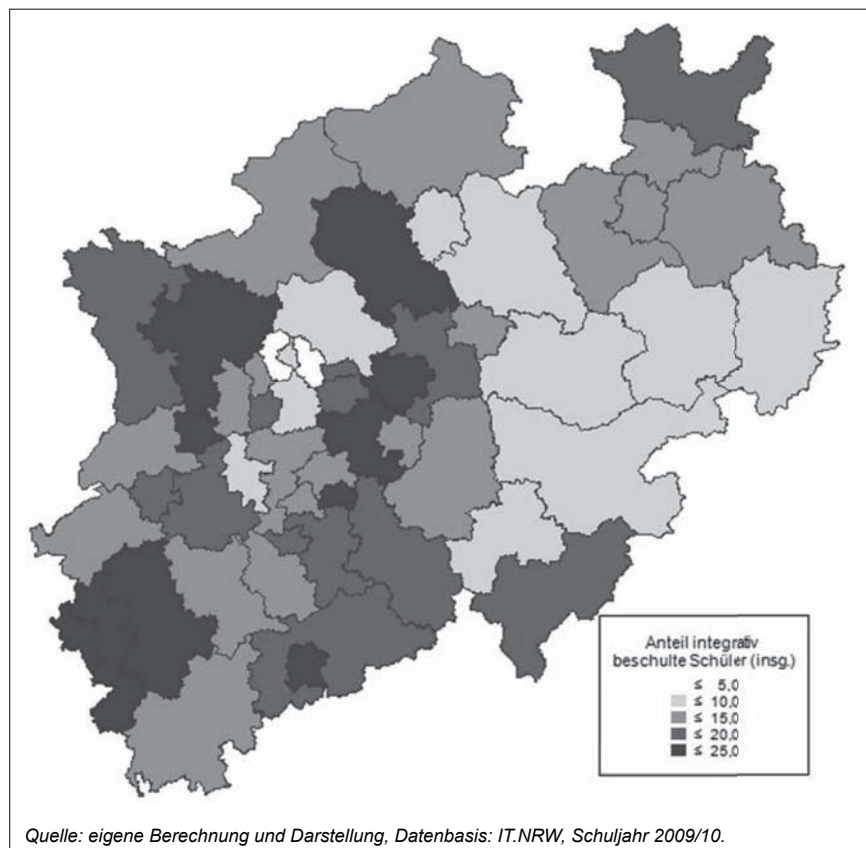 Anteil integrativ
beschulte Schüler (insg.)
≤ 5,0
≤ 10,0
≤ 15,0
≤ 20,0
≤ 25,0
Quelle: eigene Berechnung und Darstellung, Datenbasis: IT.NRW, Schuljahr 2009/10.